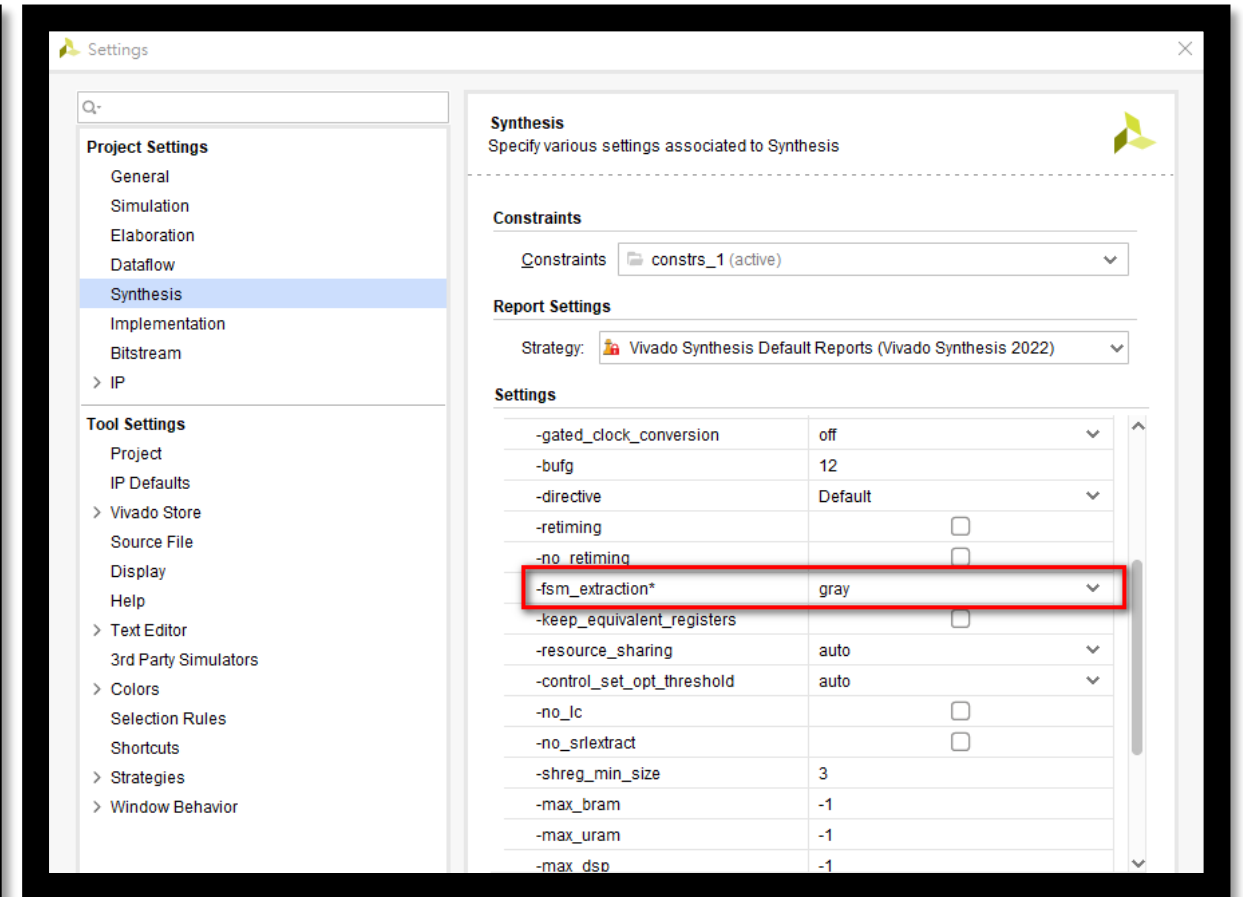 Settings
Project Settings
General
Simulation
Elaboration
Dataflow
Synthesis
Implementation
Bitstream
> IP
Tool Settings
Project
IP Defaults
> Vivado Store
Source File
Display
Help
> Text Editor
3rd Party Simulators
> Colors
Selection Rules
Shortcuts
> Strategies
> Window Behavior
Synthesis
Specify various settings associated to Synthesis
Constraints
Constraints constrs_1 (active)
Report Settings
Strategy: Vivado Synthesis Default Reports (Vivado Synthesis 2022)
Settings
-gated_clock_conversion off
-bufg 12
-directive Default
-retiming
-no_retiming
-fsm_extraction* gray
-keep_equivalent_registers
-resource_sharing auto
-control_set_opt_threshold auto
-no_lc
-no_srlextract
-shreg_min_size 3
-max_bram -1
-max_uram -1
-max_dsp -1